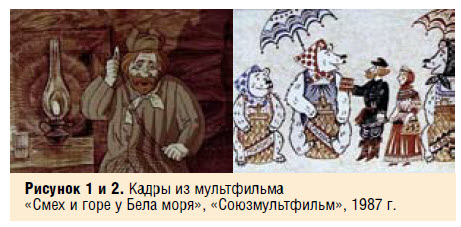 Рисунок 1 и 2. Кадры из мультфильма
«Смех и горе у Бела моря», «Союзмультфильм», 1987 г.